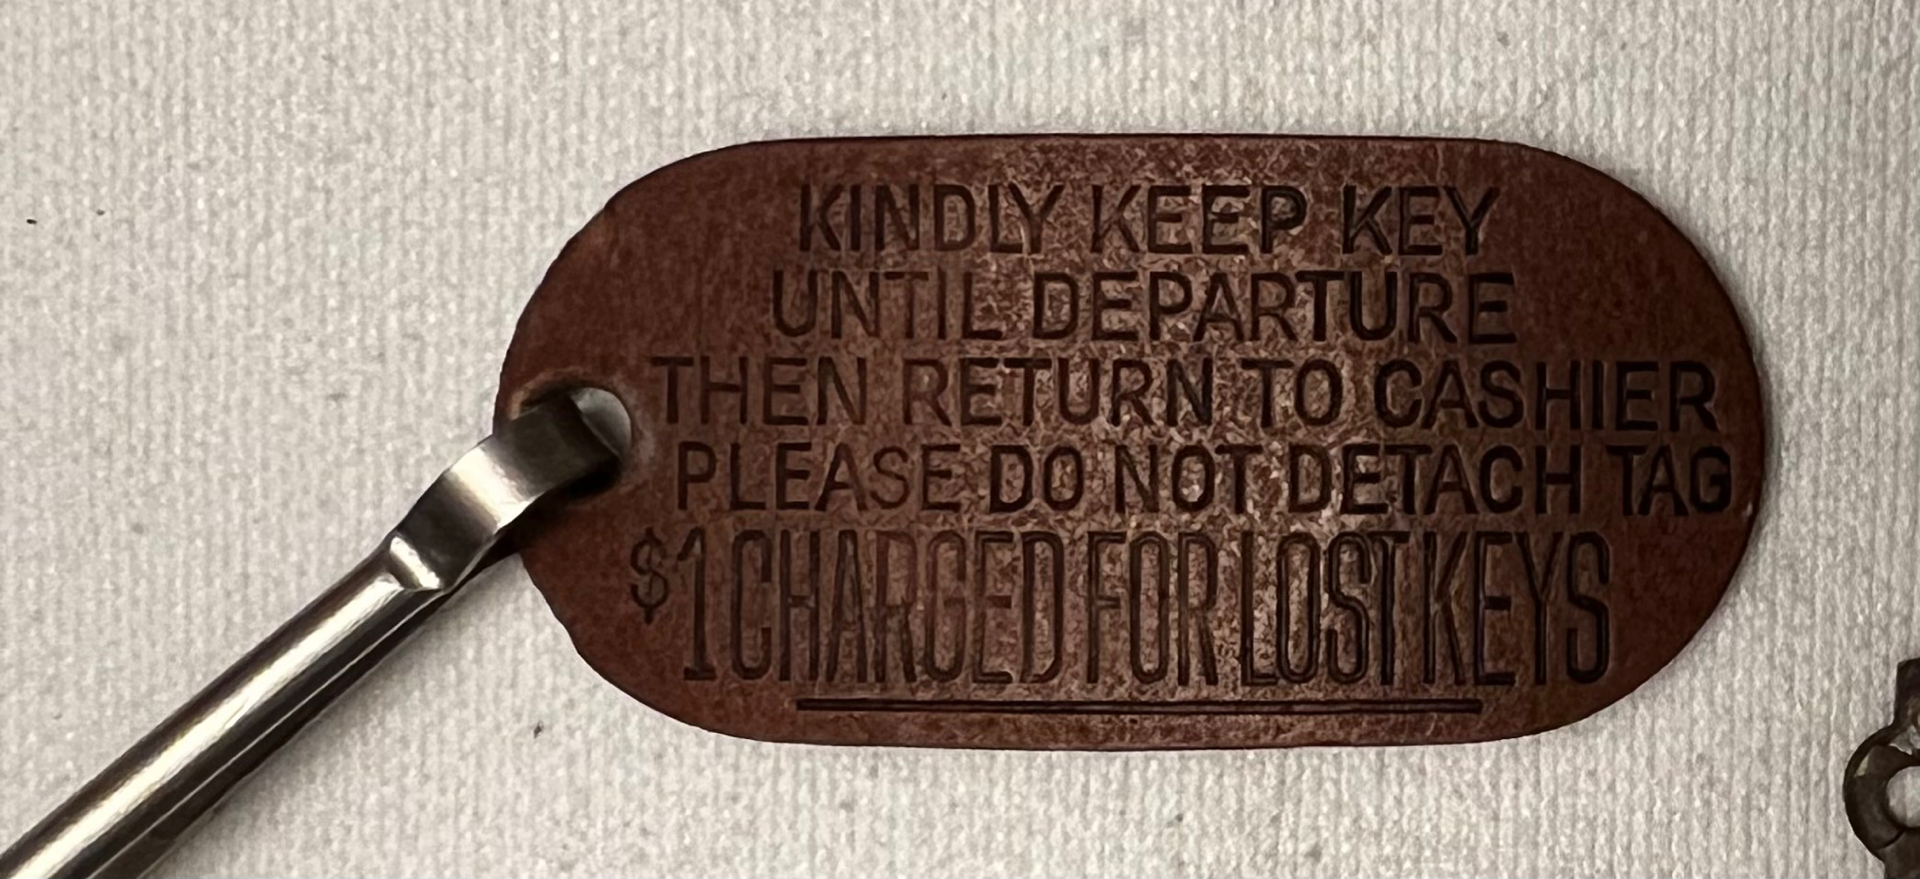 KINDLY KEEP KEY
UNTIL DEPARTURE
THEN RETURN TO CASHIER
PLEASE DO NOT DETACH TAG
$1 CHARGED FOR LOST KEYS